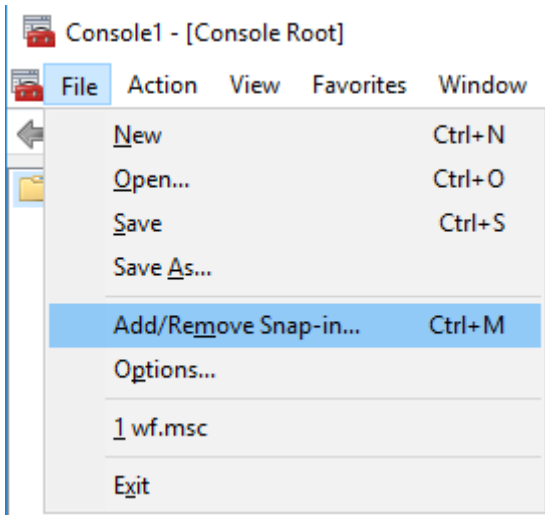 Console1 - [Console Root]
File Action View Favorites Window
New Ctrl+N
Open... Ctrl+O
Save Ctrl+S
Save As...
Add/Remove Snap-in... Ctrl+M
Options...
1 wf.msc
Exit